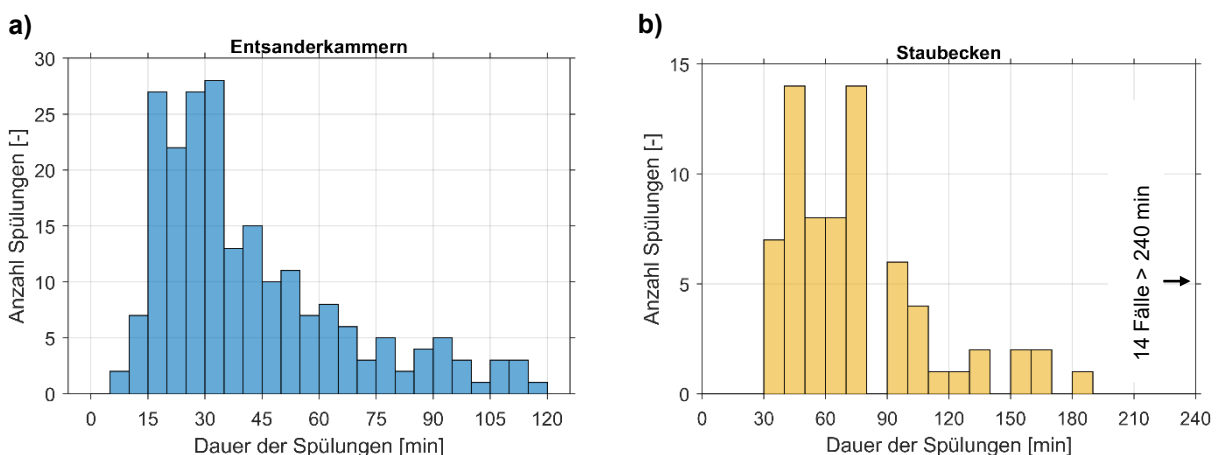 a)
Entsanderkammern
30
25
20
15
10
5
0
Anzahl Spülungen [-]
0 15 30 45 60 75 90 105 120
Dauer der Spülungen [min]
b)
Staubecken
15
10
5
0
Anzahl Spülungen [-]
14 Fälle > 240 min
0 30 60 90 120 150 180 210 240
Dauer der Spülungen [min]